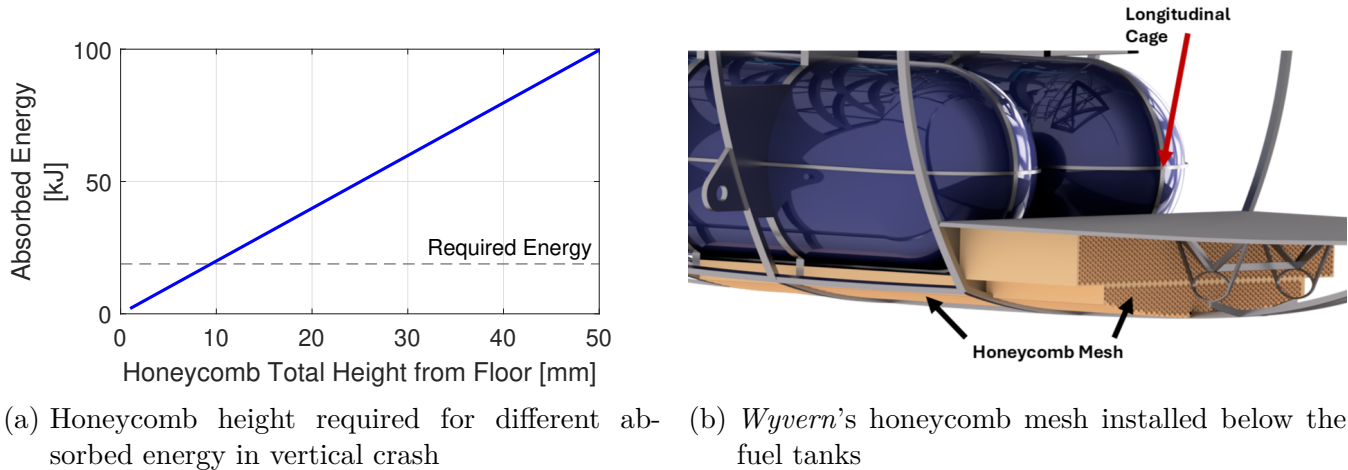 100
50
0
Absorbed Energy
[kJ]
Required Energy
0 10 20 30 40 50
Honeycomb Total Height from Floor [mm]
Longitudinal
Cage
Honeycomb Mesh
(a) Honeycomb height required for different ab-
sorbed energy in vertical crash
(b) Wyvern's honeycomb mesh installed below the
fuel tanks